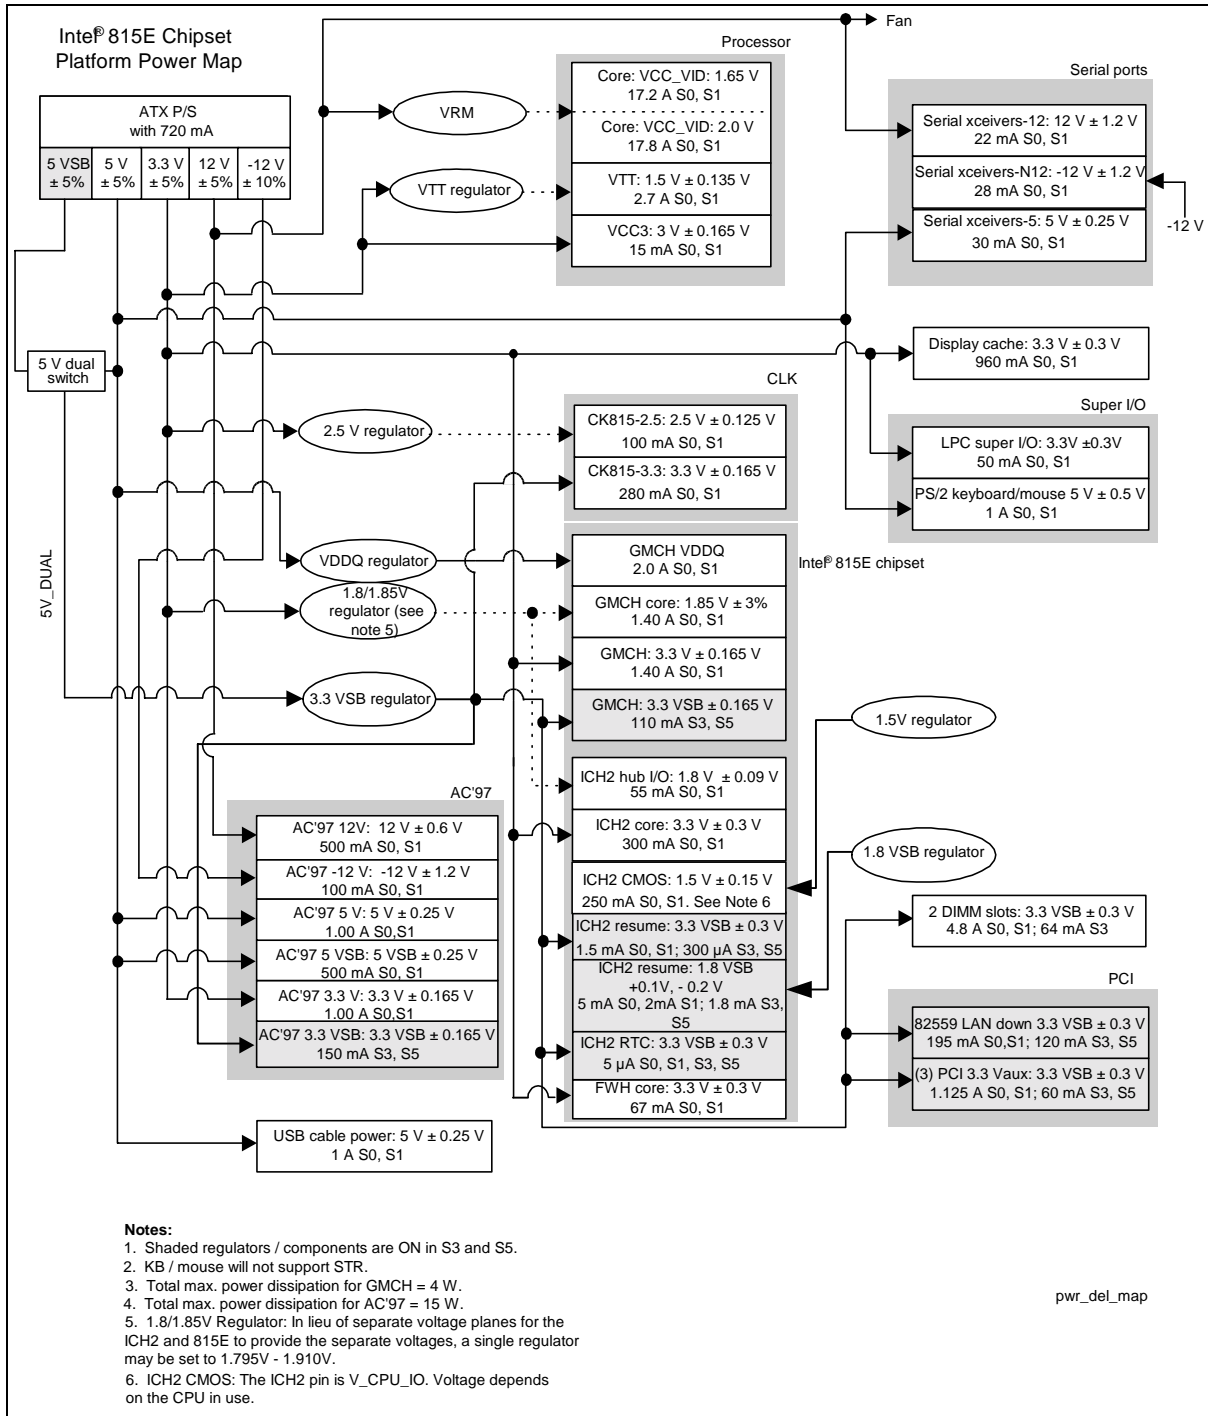 Intel® 815E Chipset
Platform Power Map
ATX P/S
with 720 mA
5 VSB
± 5%
5 V
± 5%
3.3 V
± 5%
12 V
± 5%
-12 V
± 10%
Fan
Processor
Core: VCC_VID: 1.65 V
17.2 A S0, S1
Core: VCC_VID: 2.0 V
17.8 A S0, S1
VTT: 1.5 V ± 0.135 V
2.7 A S0, S1
VCC3: 3 V ± 0.165 V
15 mA S0, S1
VRM
VTT regulator
Serial ports
Serial xceivers-12: 12 V ± 1.2 V
22 mA S0, S1
Serial xceivers-N12: -12 V ± 1.2 V
28 mA S0, S1
Serial xceivers-5: 5 V ± 0.25 V
30 mA S0, S1
-12 V
5 V dual
switch
Display cache: 3.3 V ± 0.3 V
960 mA S0, S1
CLK
CK815-2.5: 2.5 V ± 0.125 V
100 mA S0, S1
CK815-3.3: 3.3 V ± 0.165 V
280 mA S0, S1
2.5 V regulator
Super I/O
LPC super I/O: 3.3V ±0.3V
50 mA S0, S1
PS/2 keyboard/mouse 5 V ± 0.5 V
1 A S0, S1
5V_DUAL
VDDQ regulator
1.8/1.85V
regulator (see
note 5)
3.3 VSB regulator
Intel® 815E chipset
GMCH VDDQ
2.0 A S0, S1
GMCH core: 1.85 V ± 3%
1.40 A S0, S1
GMCH: 3.3 V ± 0.165 V
1.40 A S0, S1
GMCH: 3.3 VSB ± 0.165 V
110 mA S3, S5
1.5V regulator
ICH2 hub I/O: 1.8 V ± 0.09 V
55 mA S0, S1
ICH2 core: 3.3 V ± 0.3 V
300 mA S0, S1
ICH2 CMOS: 1.5 V ± 0.15 V
250 mA S0, S1. See Note 6
ICH2 resume: 3.3 VSB ± 0.3 V
1.5 mA S0, S1; 300 µA S3, S5
ICH2 resume: 1.8 VSB
+0.1V, - 0.2 V
5 mA S0, 2mA S1; 1.8 mA S3,
S5
ICH2 RTC: 3.3 VSB ± 0.3 V
5 µA S0, S1, S3, S5
FWH core: 3.3 V ± 0.3 V
67 mA S0, S1
1.8 VSB regulator
AC'97
AC'97 12V: 12 V ± 0.6 V
500 mA S0, S1
AC'97 -12 V: -12 V ± 1.2 V
100 mA S0, S1
AC'97 5 V: 5 V ± 0.25 V
1.00 A S0,S1
AC'97 5 VSB: 5 VSB ± 0.25 V
500 mA S0, S1
AC'97 3.3 V: 3.3 V ± 0.165 V
1.00 A S0,S1
AC'97 3.3 VSB: 3.3 VSB ± 0.165 V
150 mA S3, S5
2 DIMM slots: 3.3 VSB ± 0.3 V
4.8 A S0, S1; 64 mA S3
PCI
82559 LAN down 3.3 VSB ± 0.3 V
195 mA S0,S1; 120 mA S3, S5
(3) PCI 3.3 Vaux: 3.3 VSB ± 0.3 V
1.125 A S0, S1; 60 mA S3, S5
USB cable power: 5 V ± 0.25 V
1 A S0, S1
Notes:
1. Shaded regulators / components are ON in S3 and S5.
2. KB / mouse will not support STR.
3. Total max. power dissipation for GMCH = 4 W.
4. Total max. power dissipation for AC'97 = 15 W.
5. 1.8/1.85V Regulator: In lieu of separate voltage planes for the
ICH2 and 815E to provide the separate voltages, a single regulator
may be set to 1.795V - 1.910V.
6. ICH2 CMOS: The ICH2 pin is V_CPU_IO. Voltage depends
on the CPU in use.
pwr_del_map